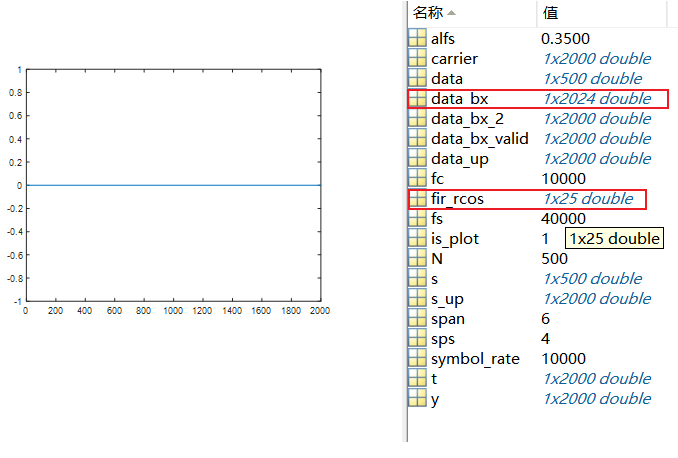 1
0.8
0.6
0.4
0.2
0
-0.2
-0.4
-0.6
-0.8
-1
0 200 400 600 800 1000 1200 1400 1600 1800 2000
名称 值
alfs 0.3500
carrier 1x2000 double
data 1x500 double
data_bx 1x2024 double
data_bx_2 1x2000 double
data_bx_valid 1x2000 double
data_up 1x2000 double
fc 10000
fir_rcos 1x25 double
fs 40000
is_plot 1 1x25 double
N 500
s 1x500 double
s_up 1x2000 double
span 6
sps 4
symbol_rate 10000
t 1x2000 double
y 1x2000 double